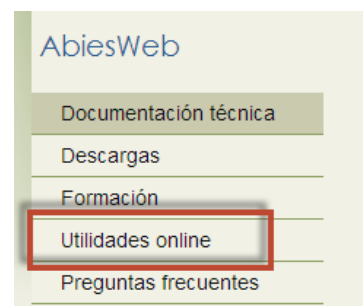 AbiesWeb
Documentación técnica
Descargas
Formación
Utilidades online
Preguntas frecuentes